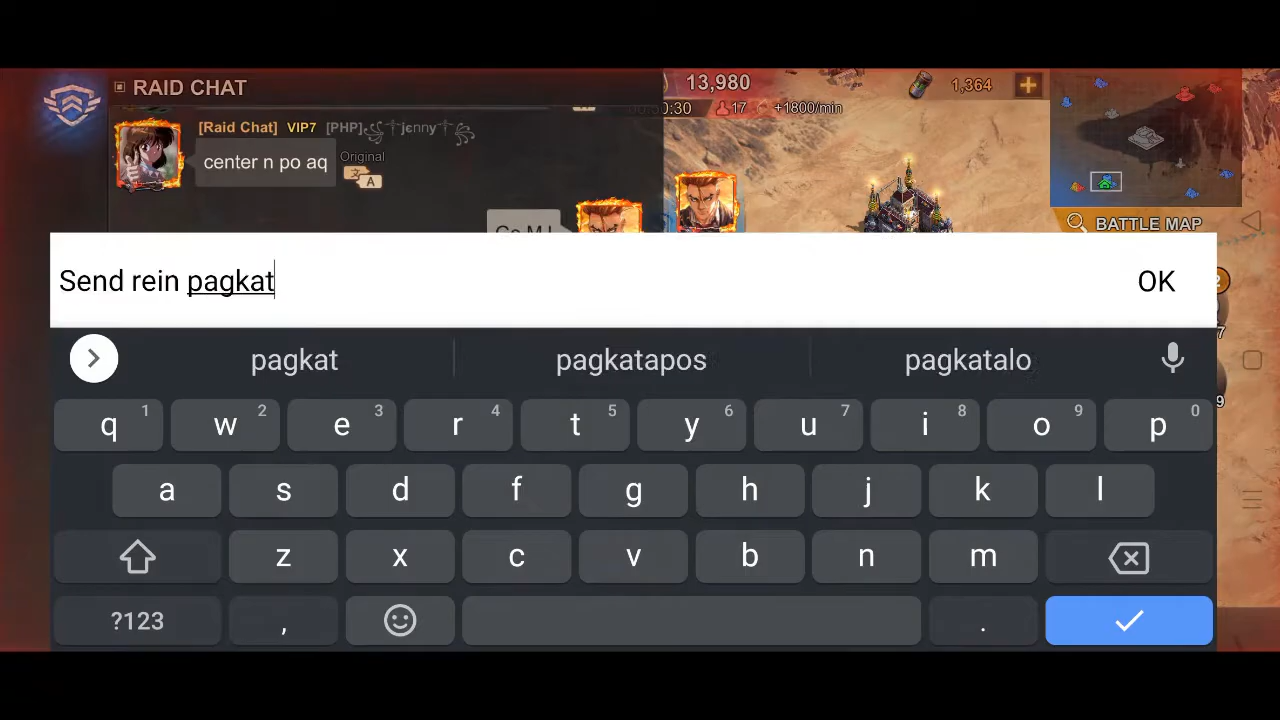 RAID CHAT
13,980
1,364
17
+1800/min
[Raid Chat] VIP7 [PHP]꧁༒jєnny༒꧂
center n po aq
Original
A
BATTLE MAP
Send rein pagkat
OK
pagkat
pagkatapos
pagkatalo
q 1 w 2 e 3 r 4 t 5 y 6 u 7 i 8 o 9 p 0
a s d f g h j k l
z x c v b n m
?123 , .